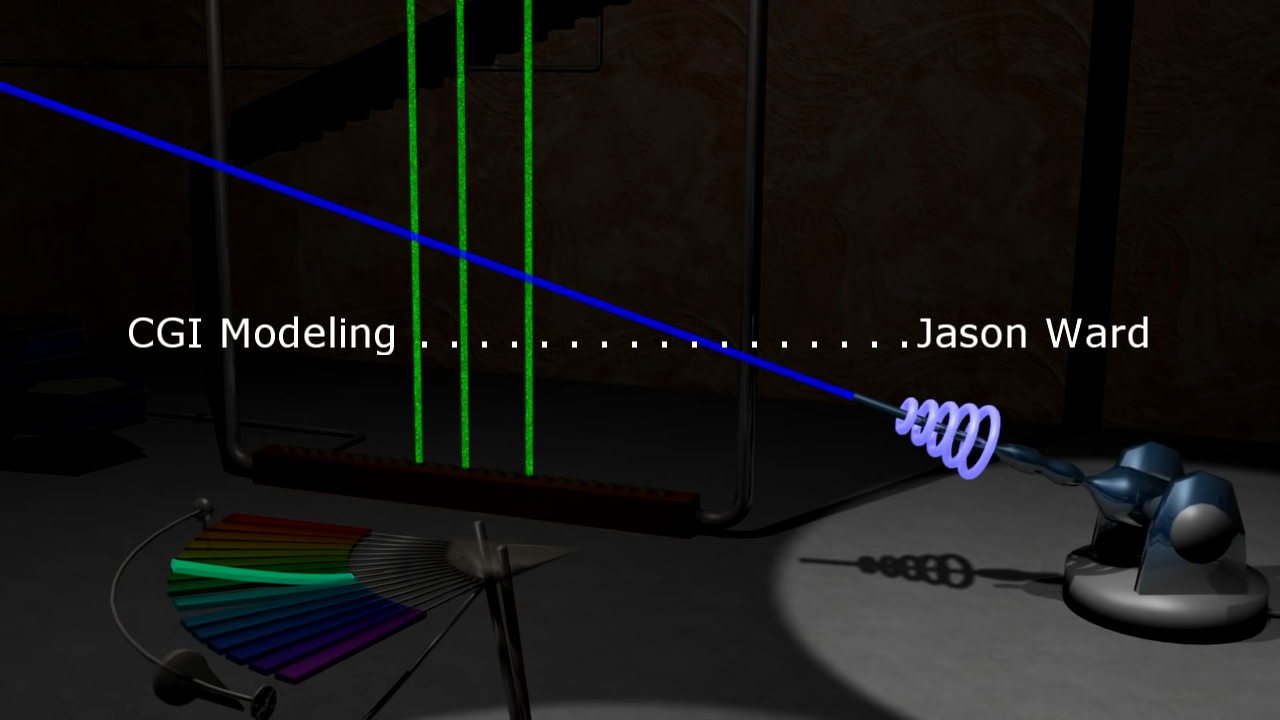 CGI Modeling . . . . . . . . . . . . . . . . .Jason Ward